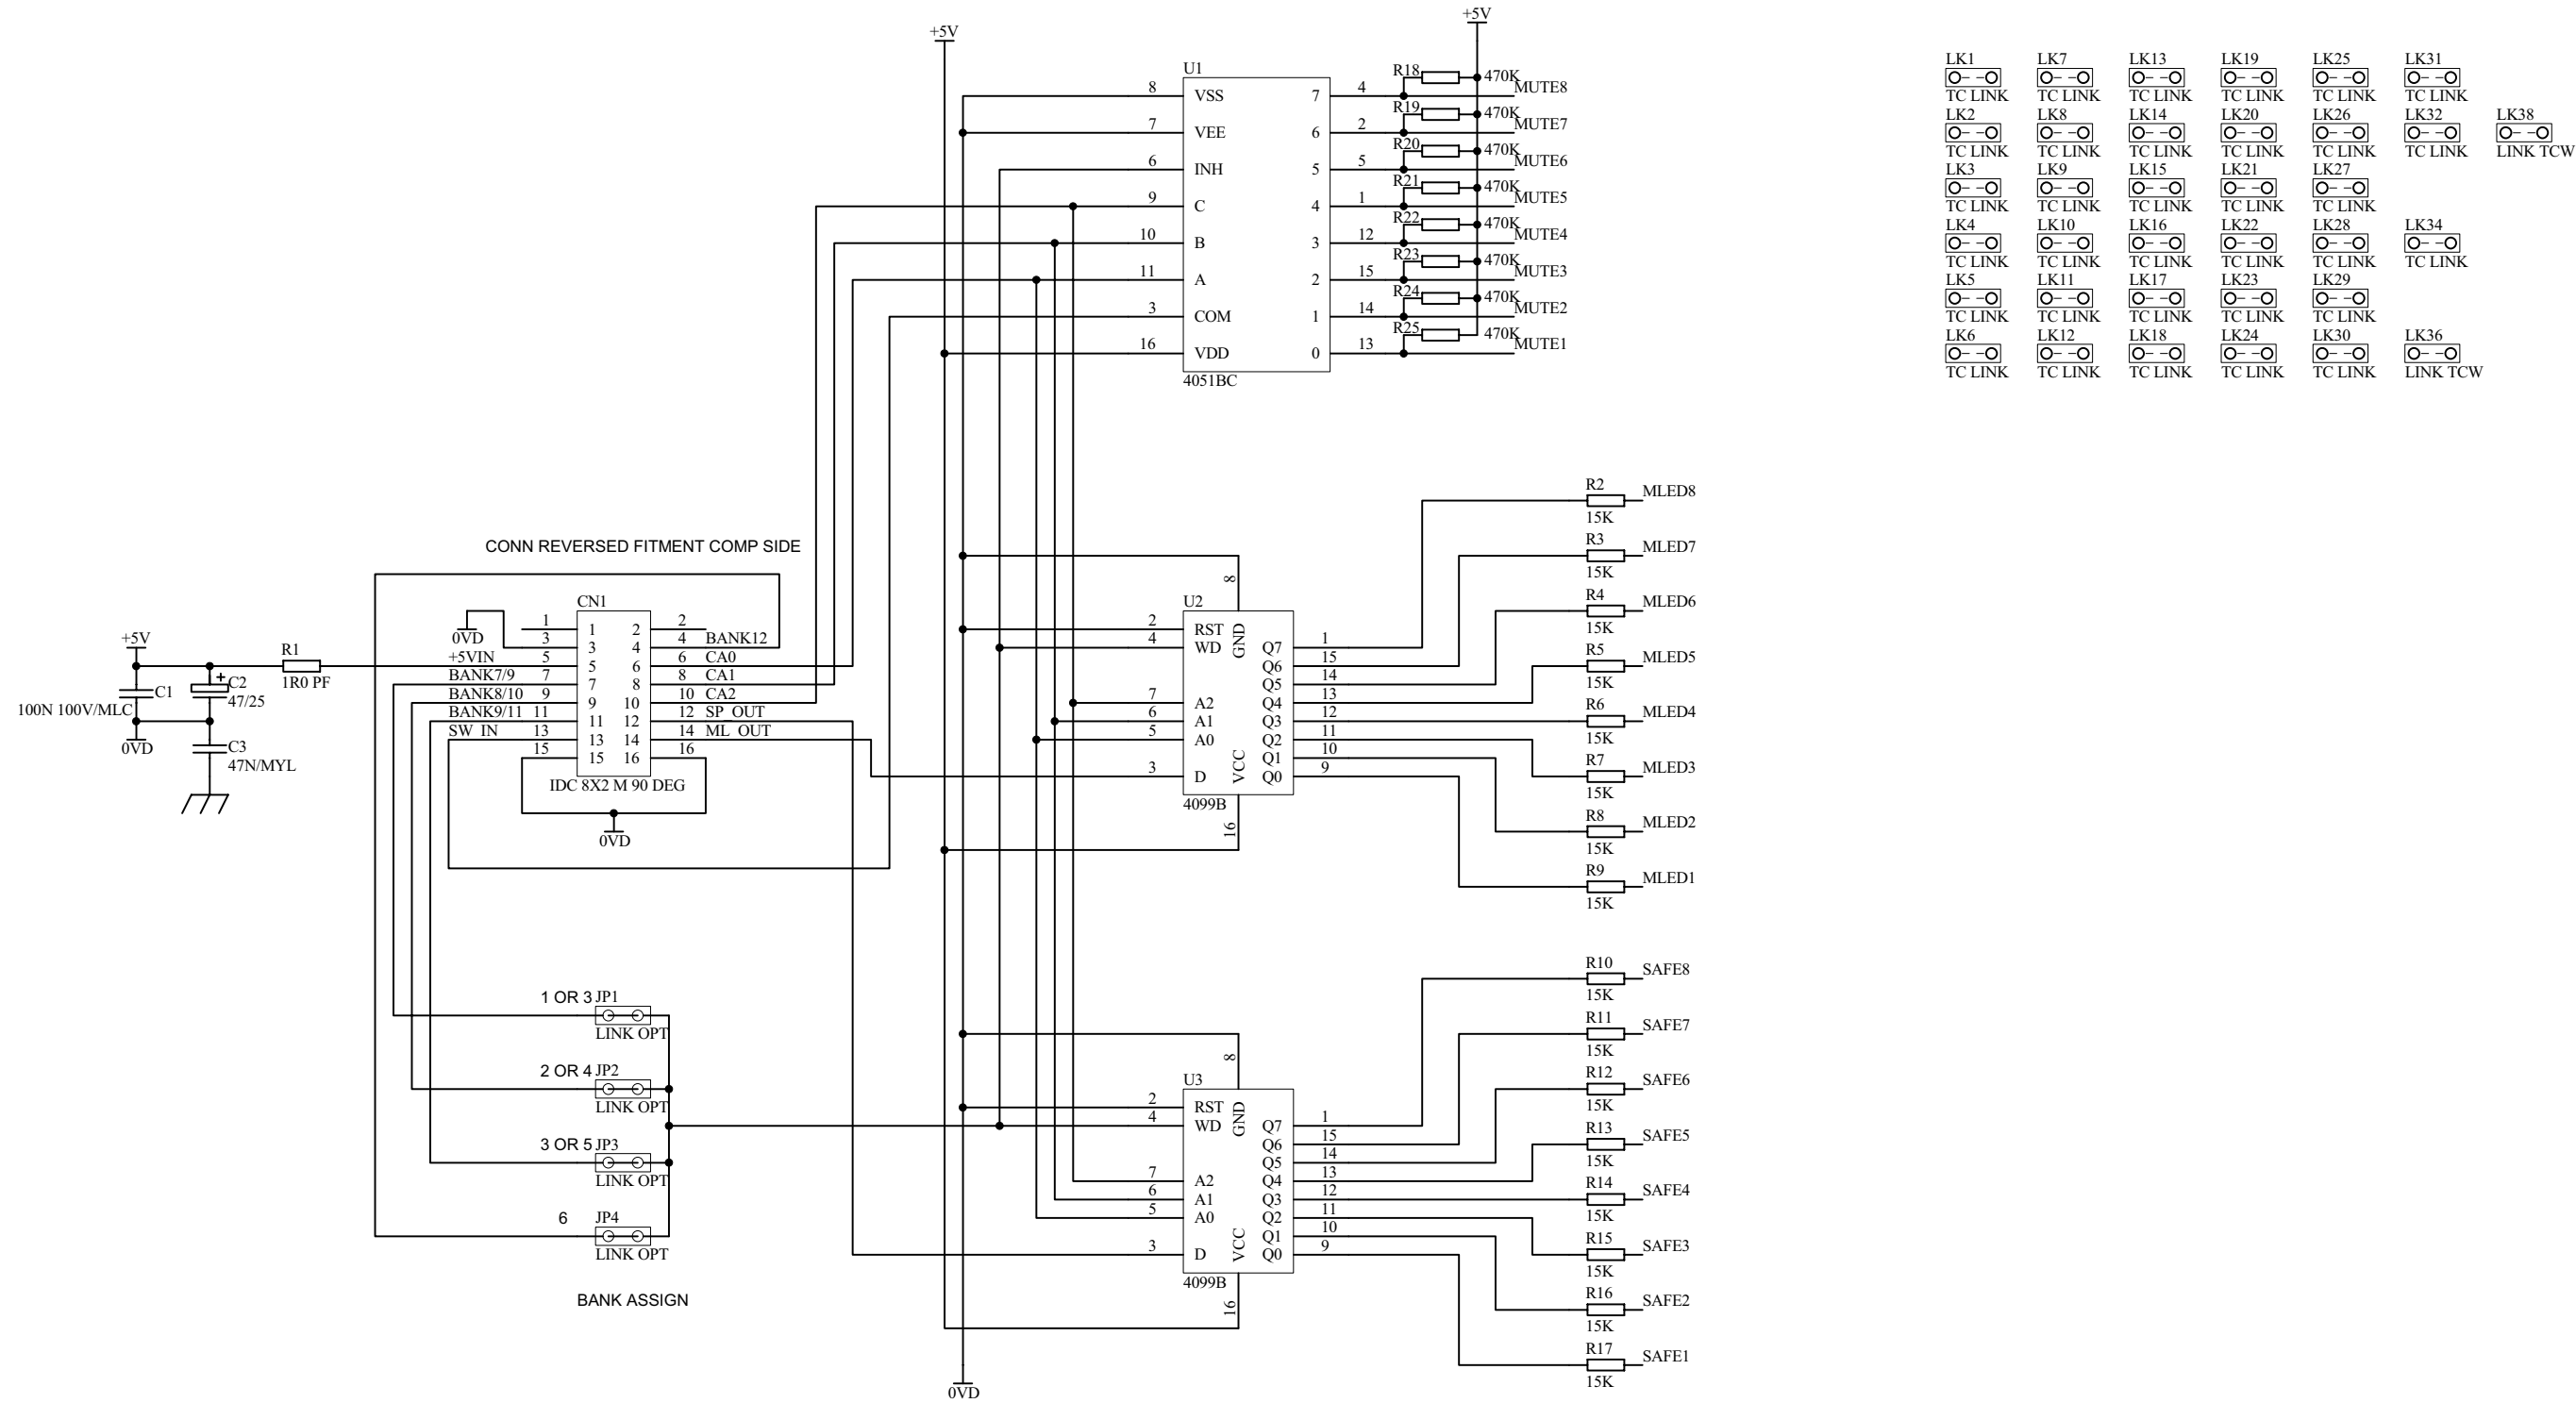 +5V
+5V
U1
8 VSS 7 4 R18 470K MUTE8
7 VEE 6 2 R19 470K MUTE7
6 INH 5 5 R20 470K MUTE6
9 C 4 1 R21 470K MUTE5
10 B 3 12 R22 470K MUTE4
11 A 2 15 R23 470K MUTE3
3 COM 1 14 R24 470K MUTE2
16 VDD 0 13 R25 470K MUTE1
4051BC
LK1 LK7 LK13 LK19 LK25 LK31
TC LINK TC LINK TC LINK TC LINK TC LINK TC LINK
LK2 LK8 LK14 LK20 LK26 LK32 LK38
TC LINK TC LINK TC LINK TC LINK TC LINK TC LINK LINK TCW
LK3 LK9 LK15 LK21 LK27
TC LINK TC LINK TC LINK TC LINK TC LINK
LK4 LK10 LK16 LK22 LK28 LK34
TC LINK TC LINK TC LINK TC LINK TC LINK TC LINK
LK5 LK11 LK17 LK23 LK29
TC LINK TC LINK TC LINK TC LINK TC LINK
LK6 LK12 LK18 LK24 LK30 LK36
TC LINK TC LINK TC LINK TC LINK TC LINK LINK TCW
CONN REVERSED FITMENT COMP SIDE
CN1
1 1 2 2
0VD 3 3 4 4 BANK12
+5VIN 5 5 6 6 CA0
BANK7/9 7 7 8 8 CA1
BANK8/10 9 9 10 10 CA2
BANK9/11 11 11 12 12 SP_OUT
SW IN 13 13 14 14 ML OUT
15 15 16 16
IDC 8X2 M 90 DEG
0VD
+5V
R1
1R0 PF
C1
100N 100V/MLC
+ C2
47/25
0VD
C3
47N/MYL
U2
8
GND
2 RST
4 WD
7 A2
6 A1
5 A0
3 D
VCC
16
Q7 1
Q6 15
Q5 14
Q4 13
Q3 12
Q2 11
Q1 10
Q0 9
4099B
R2 MLED8
15K
R3 MLED7
15K
R4 MLED6
15K
R5 MLED5
15K
R6 MLED4
15K
R7 MLED3
15K
R8 MLED2
15K
R9 MLED1
15K
1 OR 3 JP1
LINK OPT
2 OR 4 JP2
LINK OPT
3 OR 5 JP3
LINK OPT
6 JP4
LINK OPT
BANK ASSIGN
U3
8
GND
2 RST
4 WD
7 A2
6 A1
5 A0
3 D
VCC
16
Q7 1
Q6 15
Q5 14
Q4 13
Q3 12
Q2 11
Q1 10
Q0 9
4099B
R10 SAFE8
15K
R11 SAFE7
15K
R12 SAFE6
15K
R13 SAFE5
15K
R14 SAFE4
15K
R15 SAFE3
15K
R16 SAFE2
15K
R17 SAFE1
15K
0VD